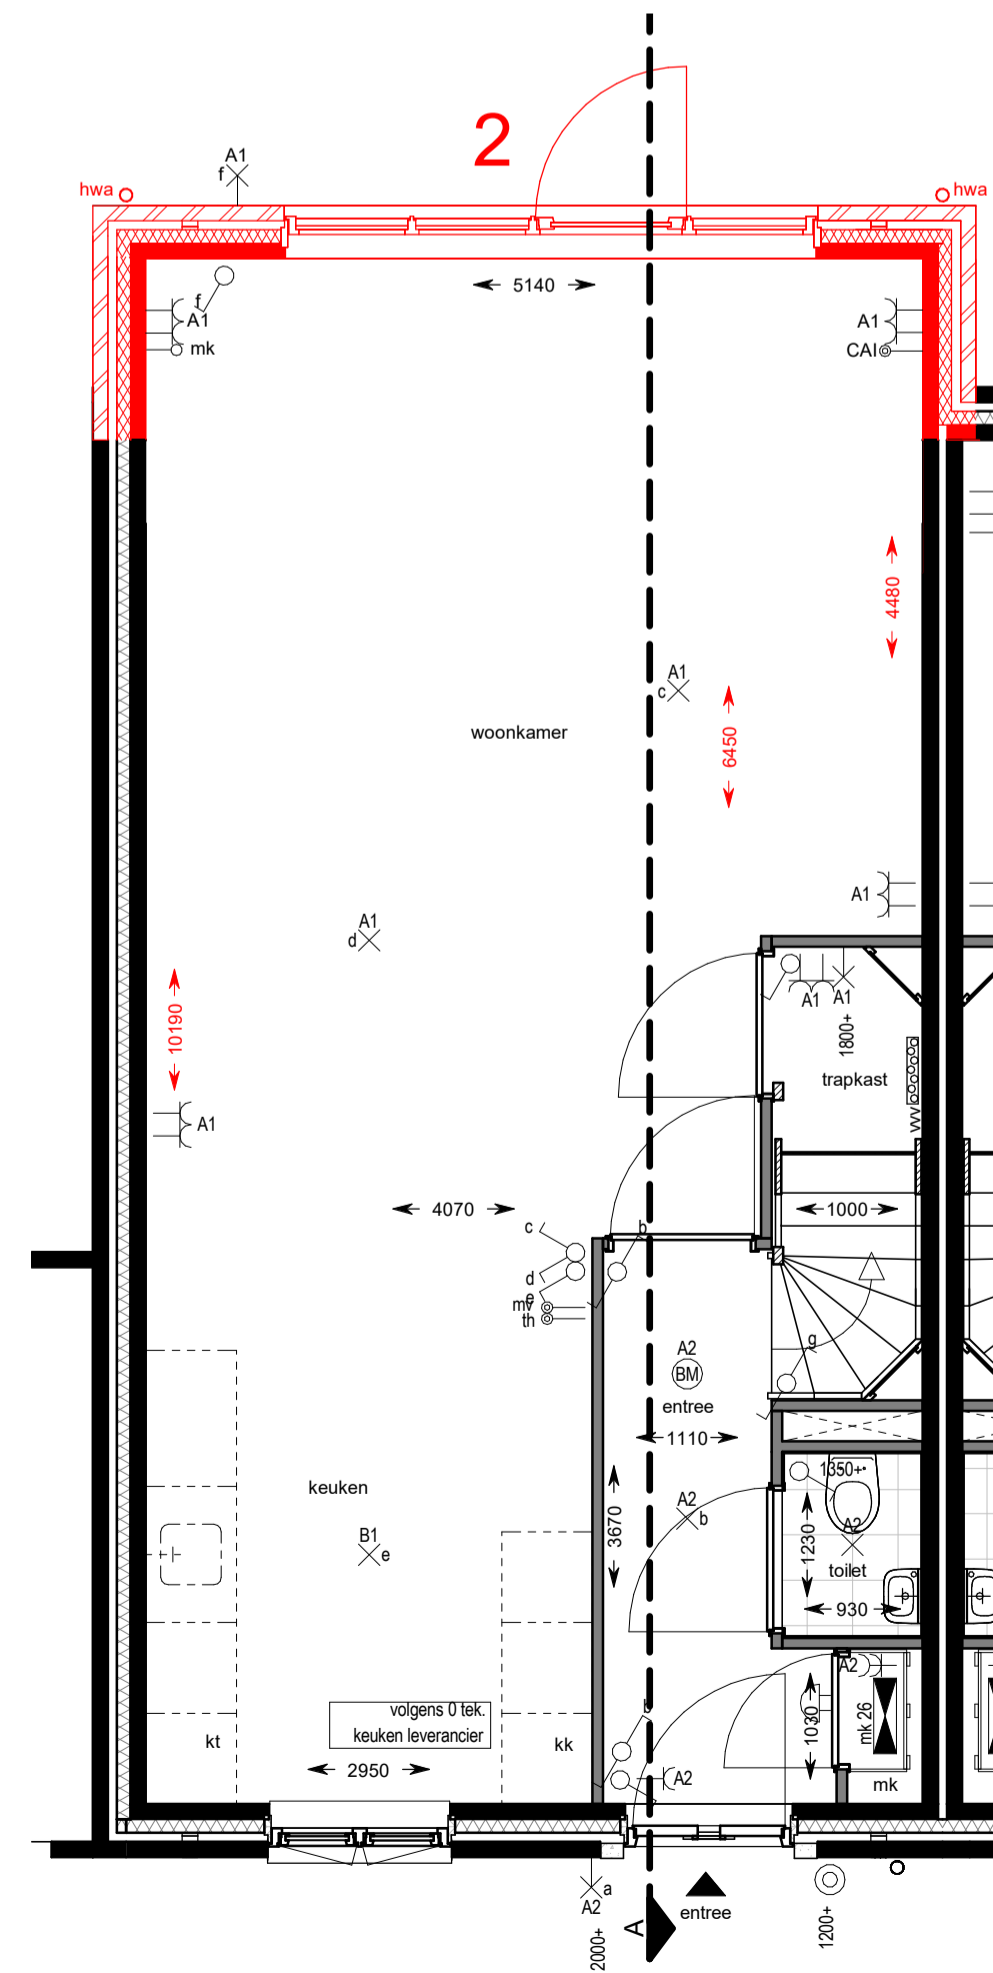 2
A1
f
hwa
hwa
5140
f
A1
mk
A1
CAI
4480
A1
c
6450
woonkamer
A1
A1
d
10190
A1
A1
A1
1800+
trapkast
VV
4070
1000
c
b
d
e
mv
th
g
A2
BM
entree
1110
keuken
3670
A2
b
1350+
1230
A2
toilet
B1
e
930
A2
k
volgens 0 tek.
keuken leverancier
1030
mk 26
kt
kk
2950
A2
mk
a
A2
2000+
A
entree
1200+